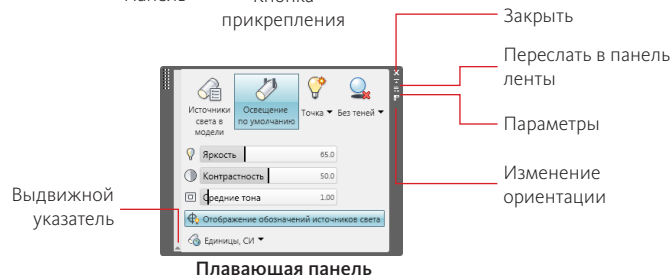 Панель
Кнопка
прикрепления
Закрыть
Переслать в панель
ленты
Параметры
Изменение
ориентации
Выдвижной
указатель
Источники
света в
модели
Освещение
по умолчанию
Точка
Без теней
Яркость 65.0
Контрастность 50.0
Средние тона 1.00
Отображение обозначений источников света
Единицы, СИ
Плавающая панель